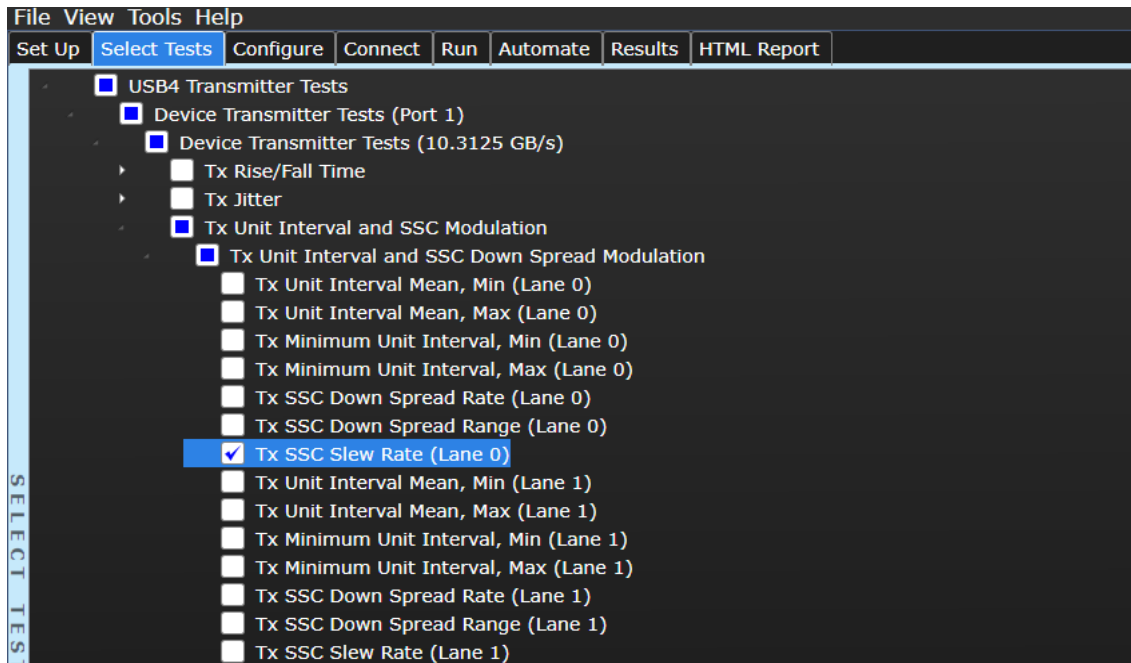 File View Tools Help
Set Up Select Tests Configure Connect Run Automate Results HTML Report
USB4 Transmitter Tests
Device Transmitter Tests (Port 1)
Device Transmitter Tests (10.3125 GB/s)
Tx Rise/Fall Time
Tx Jitter
Tx Unit Interval and SSC Modulation
Tx Unit Interval and SSC Down Spread Modulation
Tx Unit Interval Mean, Min (Lane 0)
Tx Unit Interval Mean, Max (Lane 0)
Tx Minimum Unit Interval, Min (Lane 0)
Tx Minimum Unit Interval, Max (Lane 0)
Tx SSC Down Spread Rate (Lane 0)
Tx SSC Down Spread Range (Lane 0)
Tx SSC Slew Rate (Lane 0)
Tx Unit Interval Mean, Min (Lane 1)
Tx Unit Interval Mean, Max (Lane 1)
Tx Minimum Unit Interval, Min (Lane 1)
Tx Minimum Unit Interval, Max (Lane 1)
Tx SSC Down Spread Rate (Lane 1)
Tx SSC Down Spread Range (Lane 1)
Tx SSC Slew Rate (Lane 1)
SELECT TES